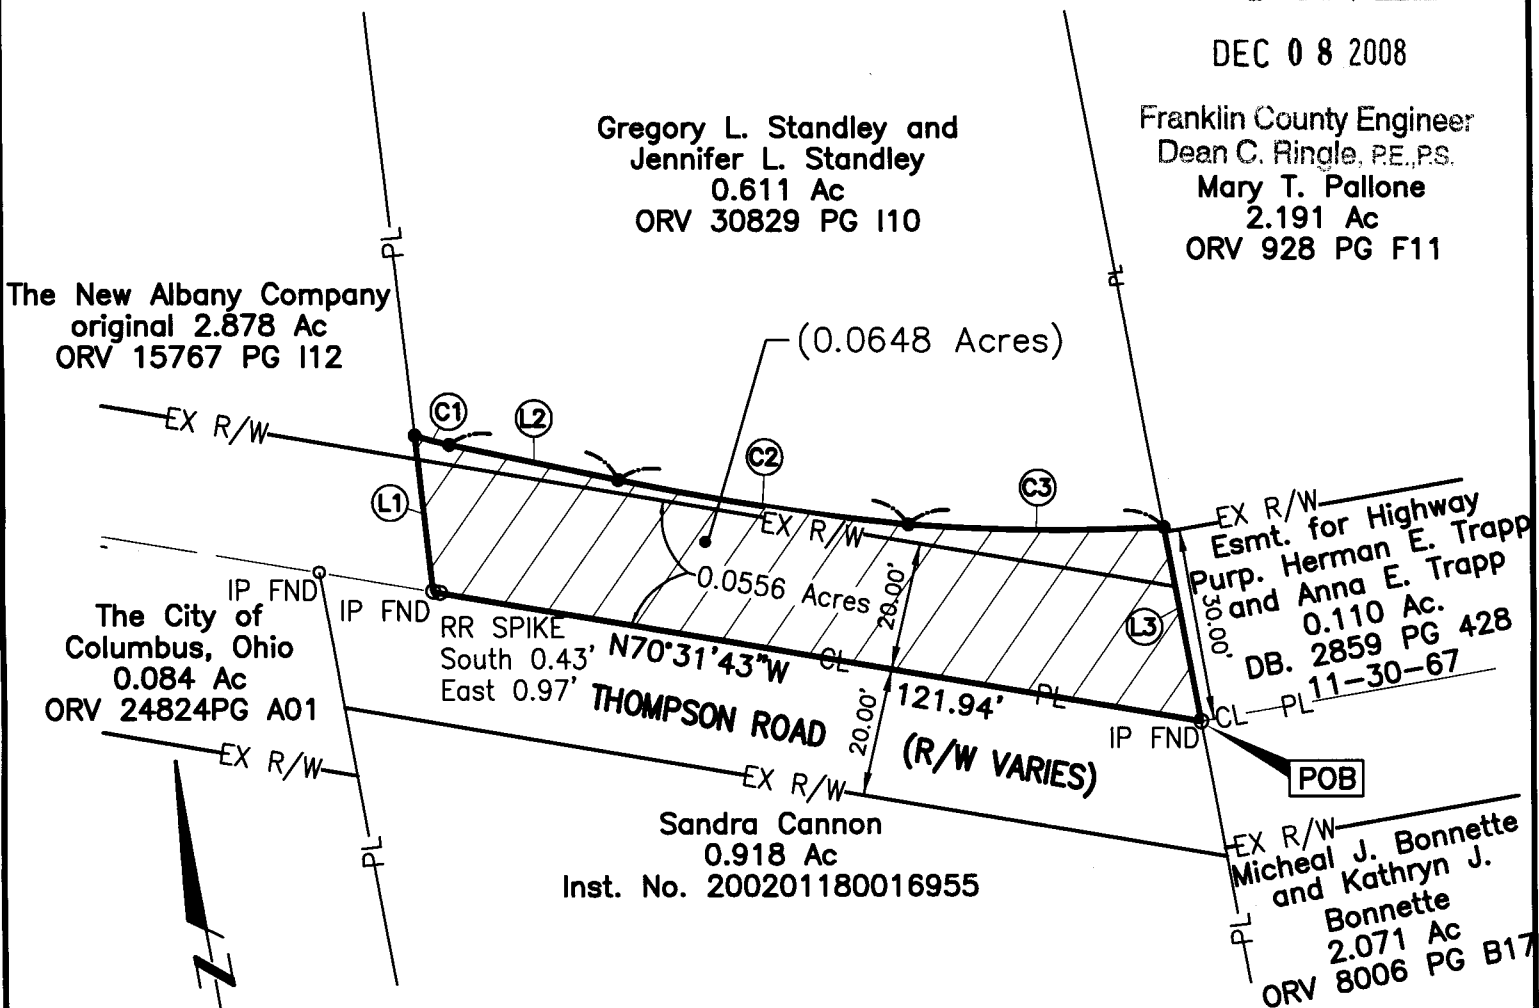 DEC 0 8 2008
Franklin County Engineer
Dean C. Ringle, P.E.,P.S.
Mary T. Pallone
2.191 Ac
ORV 928 PG F11
Gregory L. Standley and
Jennifer L. Standley
0.611 Ac
ORV 30829 PG I10
PL
PL
The New Albany Company
original 2.878 Ac
ORV 15767 PG I12
(0.0648 Acres)
EX R/W
C1
L2
C2
C3
L1
EX R/W
EX R/W
Esmt. for Highway
Purp. Herman E. Trapp
and Anna E. Trapp
0.110 Ac.
DB. 2859 PG 428
11-30-67
0.0556 Acres
20.00'
30.00'
L3
IP FND
IP FND
RR SPIKE
South 0.43'
East 0.97'
N70°31'43"W
CL
121.94'
PL
CL
PL
The City of
Columbus, Ohio
0.084 Ac
ORV 24824PG A01
THOMPSON ROAD
20.00'
(R/W VARIES)
IP FND
POB
EX R/W
EX R/W
Sandra Cannon
0.918 Ac
Inst. No. 200201180016955
PL
EX R/W
Micheal J. Bonnette
and Kathryn J.
Bonnette
2.071 Ac
ORV 8006 PG B17
PL
N